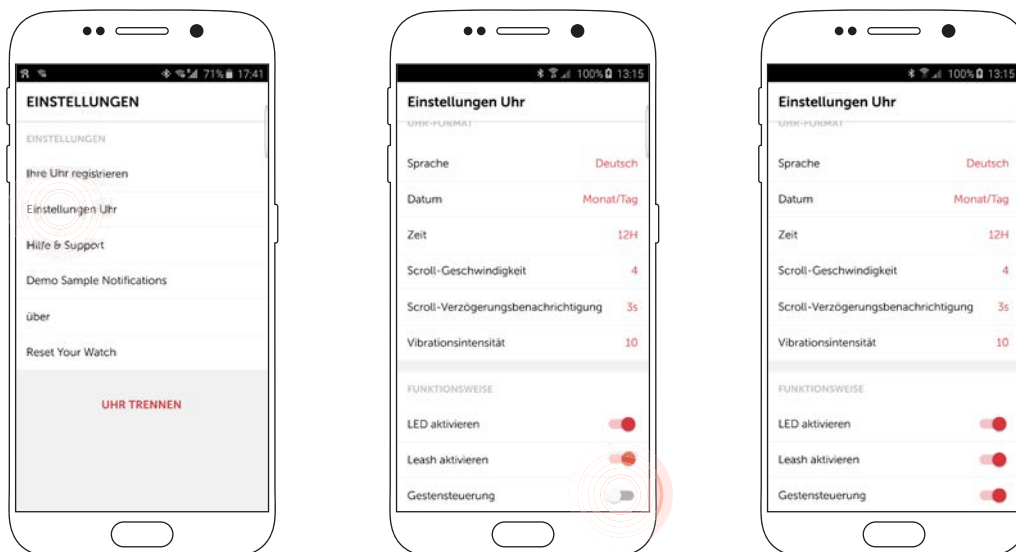 71% 17:41
EINSTELLUNGEN
EINSTELLUNGEN
Ihre Uhr registrieren
Einstellungen Uhr
Hilfe & Support
Demo Sample Notifications
über
Reset Your Watch
UHR TRENNEN
100% 13:15
Einstellungen Uhr
UHR-FORMAT
Sprache Deutsch
Datum Monat/Tag
Zeit 12H
Scroll-Geschwindigkeit 4
Scroll-Verzögerungsbenachrichtigung 3s
Vibrationsintensität 10
FUNKTIONSWEISE
LED aktivieren
Leash aktivieren
Gestensteuerung
100% 13:15
Einstellungen Uhr
UHR-FORMAT
Sprache Deutsch
Datum Monat/Tag
Zeit 12H
Scroll-Geschwindigkeit 4
Scroll-Verzögerungsbenachrichtigung 3s
Vibrationsintensität 10
FUNKTIONSWEISE
LED aktivieren
Leash aktivieren
Gestensteuerung